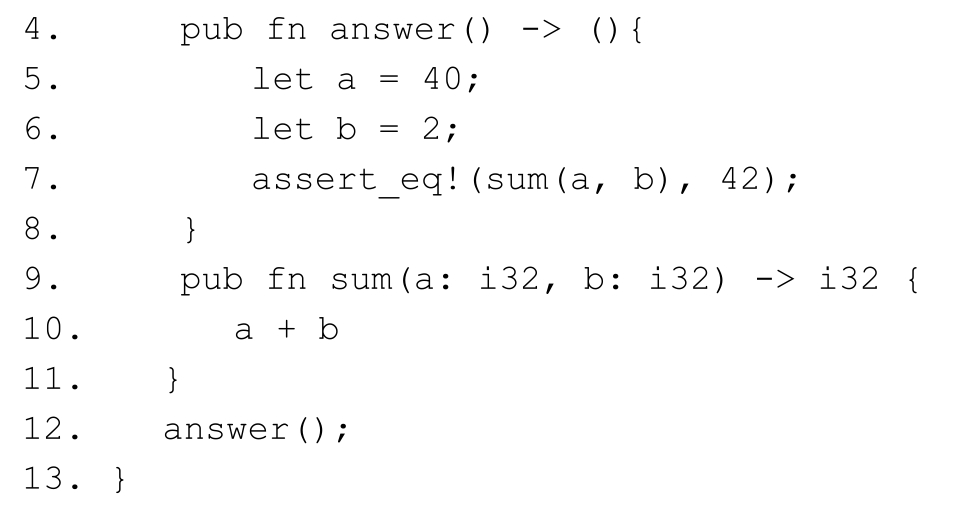 4.      pub fn answer() -> (){
5.          let a = 40;
6.          let b = 2;
7.          assert_eq!(sum(a, b), 42);
8.      }
9.      pub fn sum(a: i32, b: i32) -> i32 {
10.        a + b
11.    }
12.    answer();
13. }